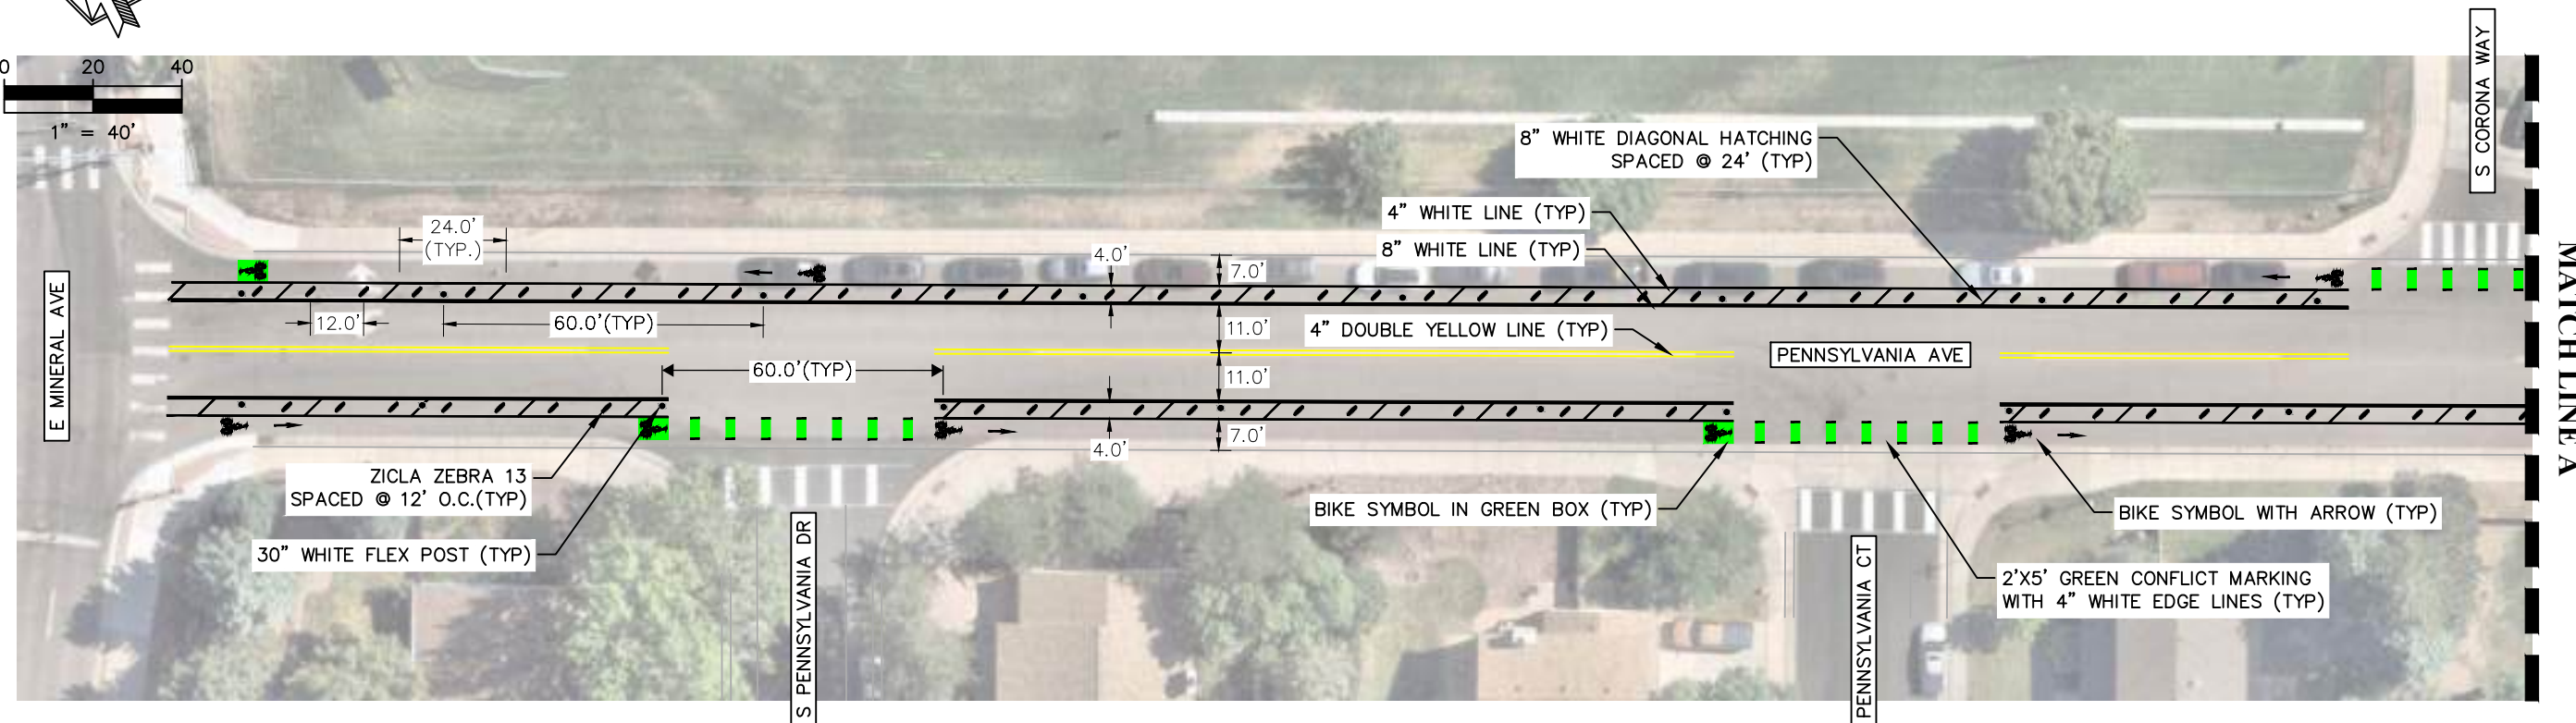 0 20 40
1" = 40'
S CORONA WAY
8" WHITE DIAGONAL HATCHING
SPACED @ 24' (TYP)
4" WHITE LINE (TYP)
8" WHITE LINE (TYP)
24.0'
(TYP.)
4.0'
7.0'
12.0'
60.0'(TYP)
11.0'
4" DOUBLE YELLOW LINE (TYP)
PENNSYLVANIA AVE
E MINERAL AVE
60.0'(TYP)
11.0'
7.0'
4.0'
MATCHLINE A
ZICLA ZEBRA 13
SPACED @ 12' O.C.(TYP)
BIKE SYMBOL IN GREEN BOX (TYP)
BIKE SYMBOL WITH ARROW (TYP)
30" WHITE FLEX POST (TYP)
S PENNSYLVANIA DR
PENNSYLVANIA CT
2'X5' GREEN CONFLICT MARKING
WITH 4" WHITE EDGE LINES (TYP)